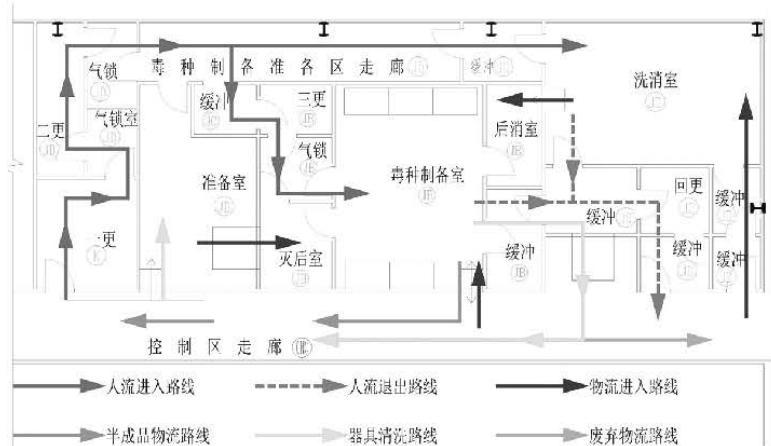 气锁
毒种制备准备区走廊
缓冲
洗消室
缓冲
三更
二更
气锁室
后消室
气锁
准备室
毒种制备室
回更
缓冲
缓冲
一更
灭后室
缓冲
缓冲
缓冲
控制区走廊
人流进入路线
人流退出路线
物流进入路线
半成品物流路线
器具清洗路线
废弃物流路线